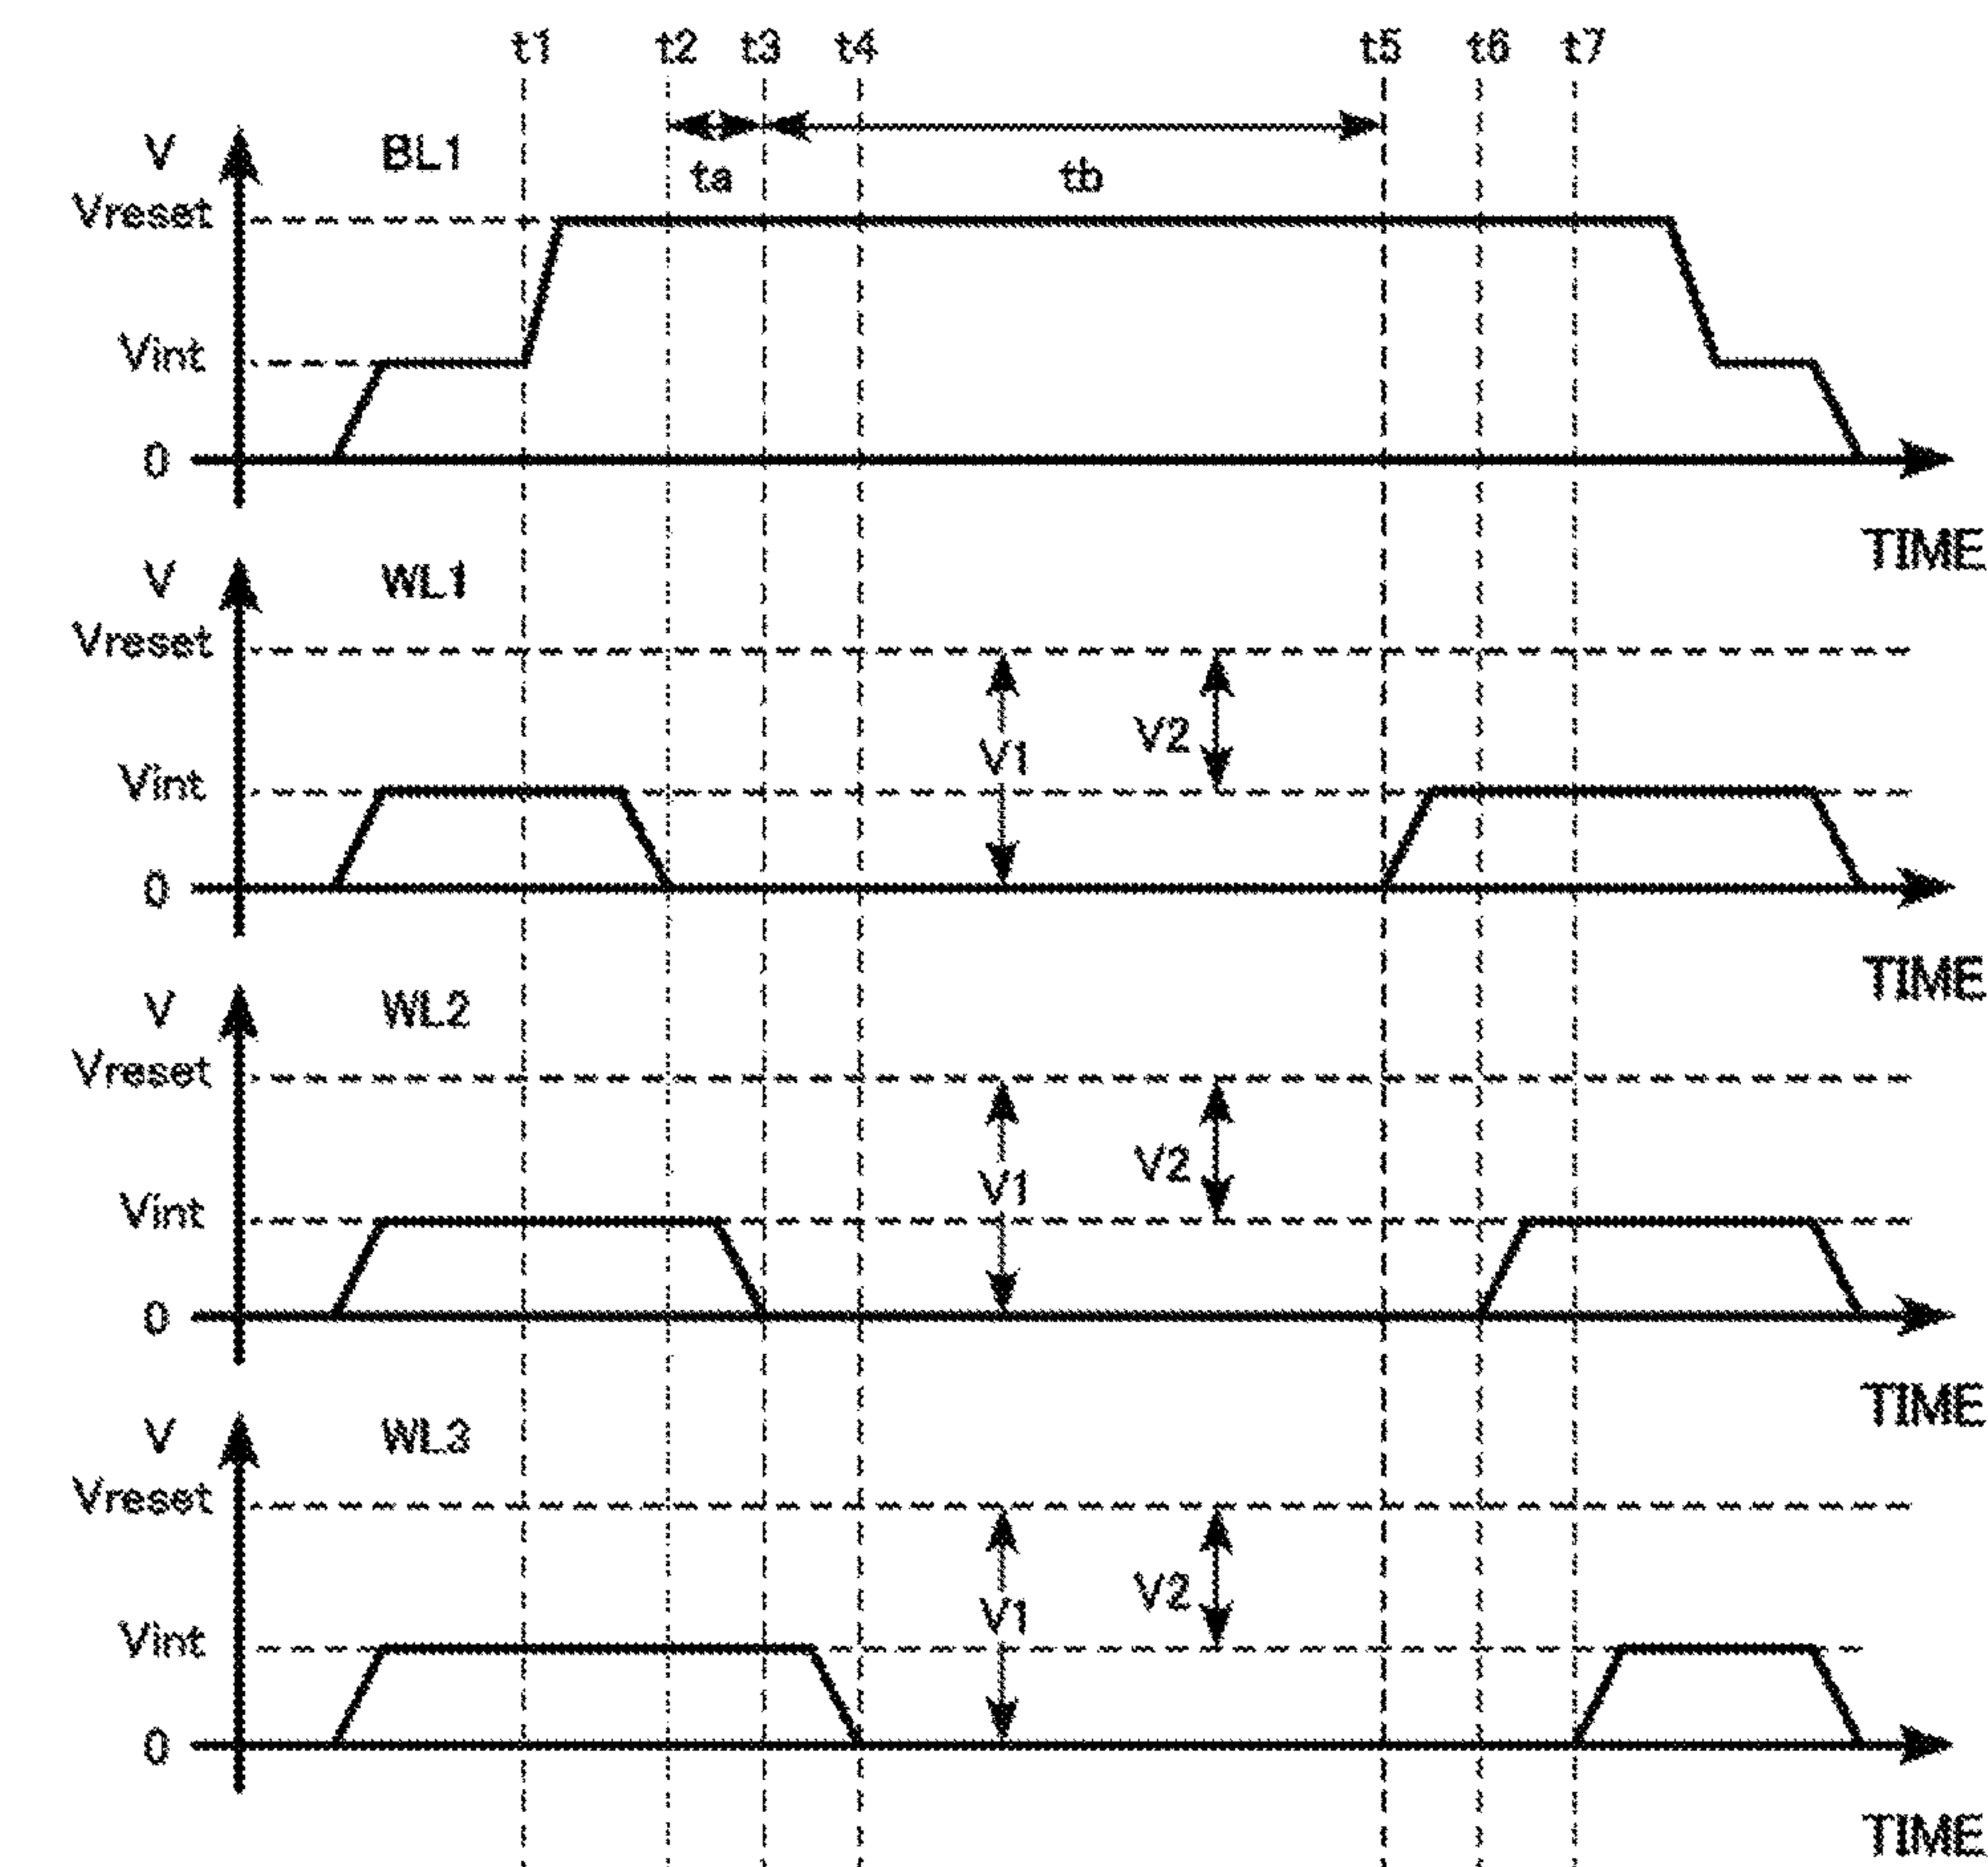 t1 t2 t3 t4 t5 t6 t7
V BL1
ta tb
Vreset
Vint
0
TIME
V WL1
Vreset
V2
V1
Vint
0
TIME
V WL2
Vreset
V2
V1
Vint
0
TIME
V WL3
Vreset
V2
V1
Vint
0
TIME